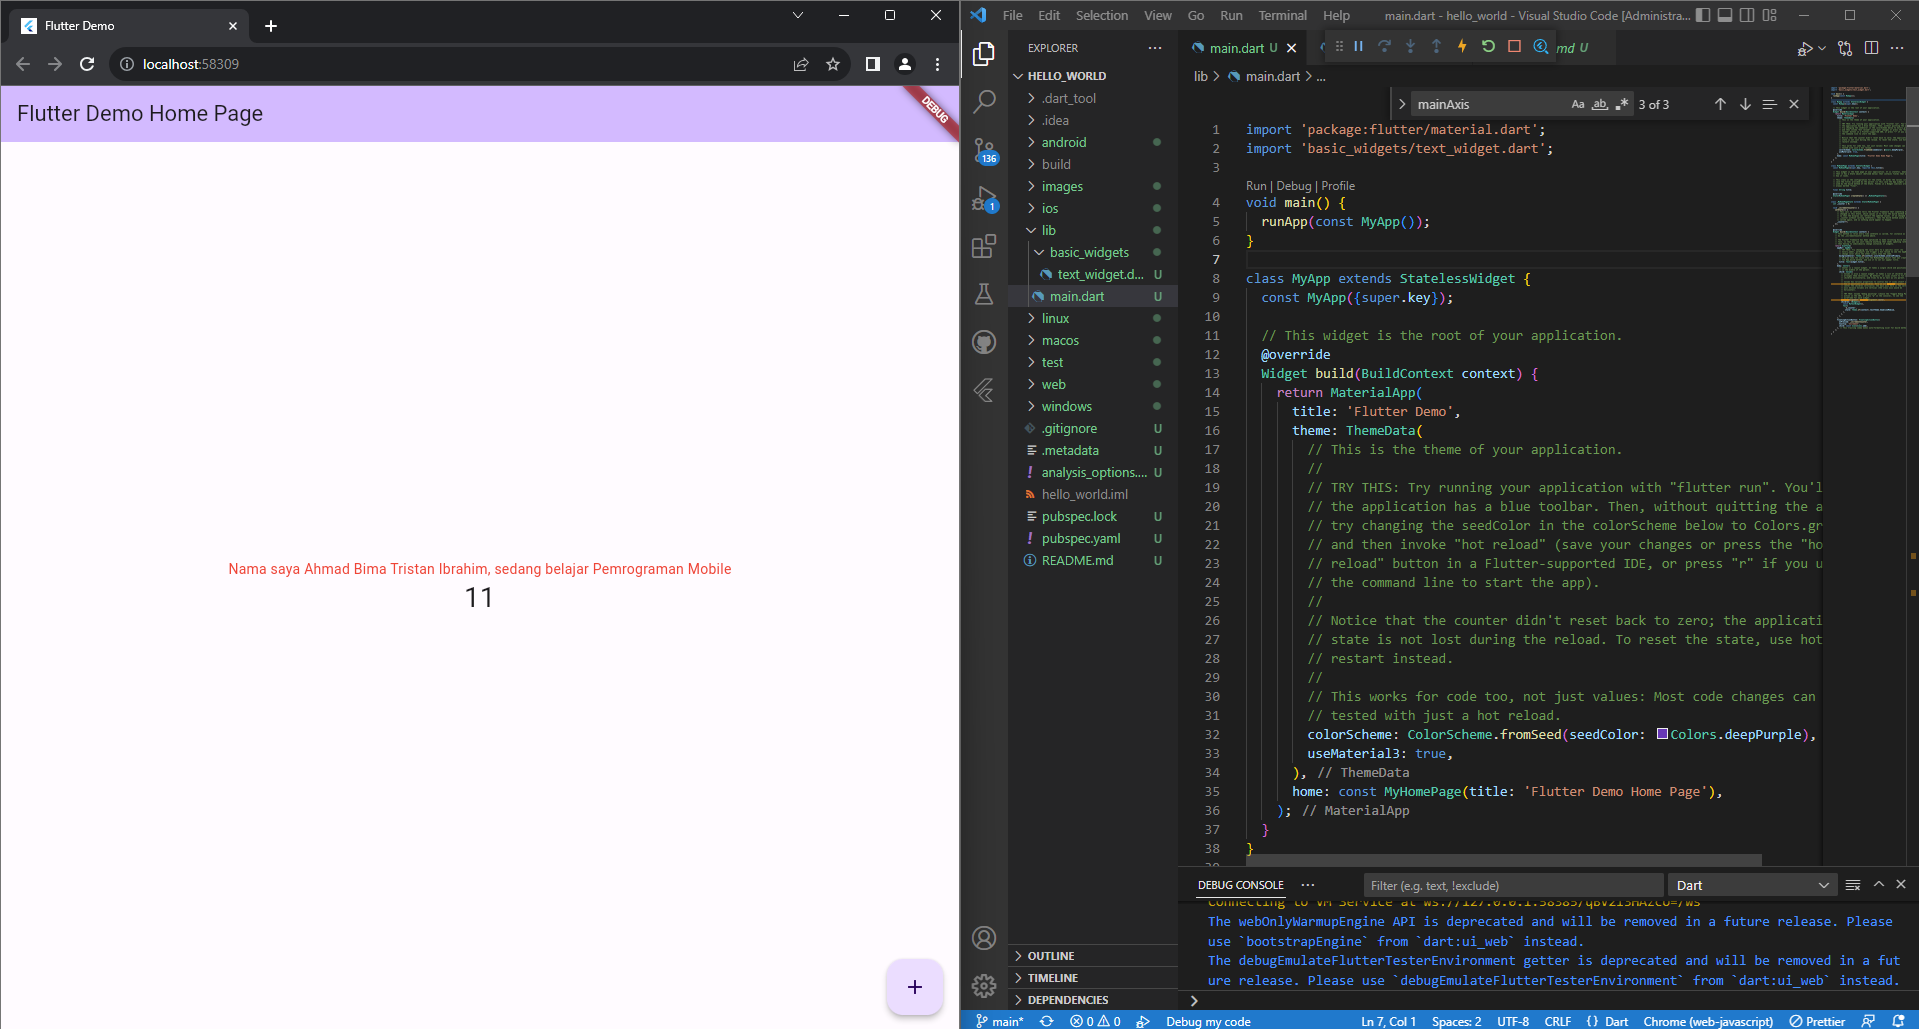 Flutter Demo
localhost:58309
Flutter Demo Home Page
DEBUG
Nama saya Ahmad Bima Tristan Ibrahim, sedang belajar Pemrograman Mobile
11
+
File Edit Selection View Go Run Terminal Help main.dart - hello_world - Visual Studio Code [Administra...
EXPLORER
HELLO_WORLD
.dart_tool
.idea
android
build
images
ios
lib
basic_widgets
text_widget.d... U
main.dart U
linux
macos
test
web
windows
.gitignore U
.metadata U
analysis_options.... U
hello_world.iml
pubspec.lock U
pubspec.yaml U
README.md U
OUTLINE
TIMELINE
DEPENDENCIES
136
1
main.dart U
md U
lib > main.dart > ...
mainAxis Aa ab 3 of 3
1 import 'package:flutter/material.dart';
2 import 'basic_widgets/text_widget.dart';
3
Run | Debug | Profile
4 void main() {
5 runApp(const MyApp());
6 }
7
8 class MyApp extends StatelessWidget {
9 const MyApp({super.key});
10
11 // This widget is the root of your application.
12 @override
13 Widget build(BuildContext context) {
14 return MaterialApp(
15 title: 'Flutter Demo',
16 theme: ThemeData(
17 // This is the theme of your application.
18 //
19 // TRY THIS: Try running your application with "flutter run". You'l
20 // the application has a blue toolbar. Then, without quitting the a
21 // try changing the seedColor in the colorScheme below to Colors.gr
22 // and then invoke "hot reload" (save your changes or press the "ho
23 // reload" button in a Flutter-supported IDE, or press "r" if you u
24 // the command line to start the app).
25 //
26 // Notice that the counter didn't reset back to zero; the applicati
27 // state is not lost during the reload. To reset the state, use hot
28 // restart instead.
29 //
30 // This works for code too, not just values: Most code changes can
31 // tested with just a hot reload.
32 colorScheme: ColorScheme.fromSeed(seedColor: Colors.deepPurple),
33 useMaterial3: true,
34 ), // ThemeData
35 home: const MyHomePage(title: 'Flutter Demo Home Page'),
36 ); // MaterialApp
37 }
38 }
DEBUG CONSOLE Filter (e.g. text, !exclude) Dart
Connecting to VM Service at
The webOnlyWarmupEngine API is deprecated and will be removed in a future release. Please
use `bootstrapEngine` from `dart:ui_web` instead.
The debugEmulateFlutterTesterEnvironment getter is deprecated and will be removed in a fut
ure release. Please use `debugEmulateFlutterTesterEnvironment` from `dart:ui_web` instead.
main* 0 0 Debug my code Ln 7, Col 1 Spaces: 2 UTF-8 CRLF {} Dart Chrome (web-javascript) Prettier